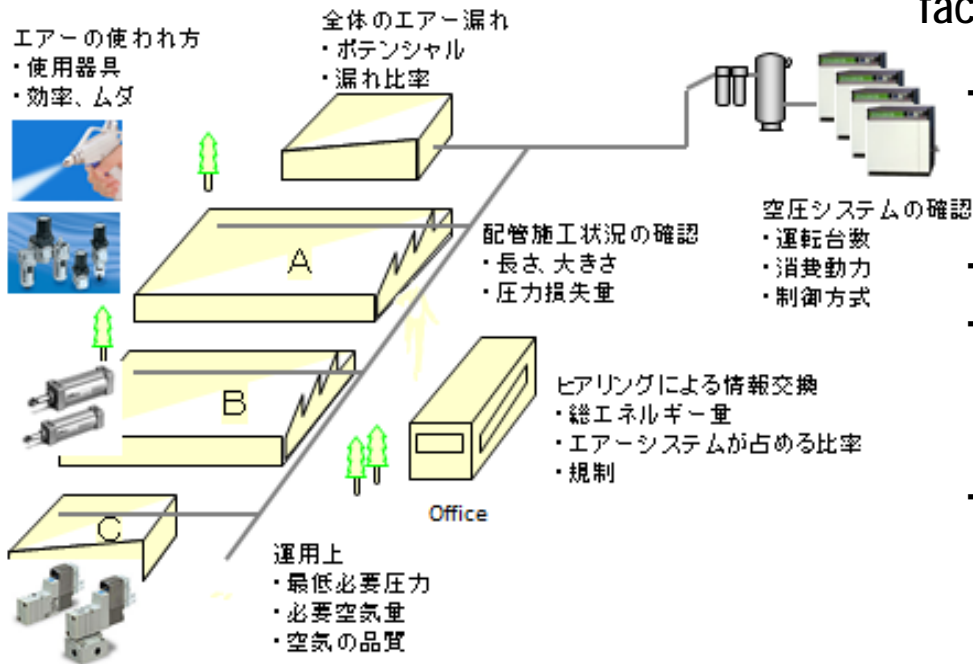 fac
エアーの使われ方
・使用器具
・効率、ムダ
全体のエアー漏れ
・ポテンシャル
・漏れ比率
空圧システムの確認
・運転台数
・消費動力
・制御方式
配管施工状況の確認
・長さ、大きさ
・圧力損失量
A
B
C
ヒアリングによる情報交換
・総エネルギー量
・エアーシステムが占める比率
・規制
Office
運用上
・最低必要圧力
・必要空気量
・空気の品質